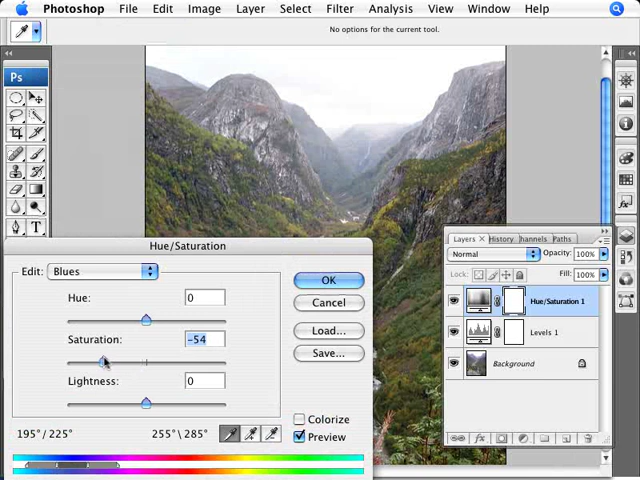 Photoshop File Edit Image Layer Select Filter Analysis View Window Help
No options for the current tool.
Ps
T
Layers × History hannels Paths
Normal Opacity: 100%
Lock: Fill: 100%
Hue/Saturation 1
Levels 1
Background
fx
Hue/Saturation
Edit: Blues
OK
Hue: 0
Cancel
Saturation: -54
Load...
Save...
Lightness: 0
Colorize
195°/225° 255°\285° Preview